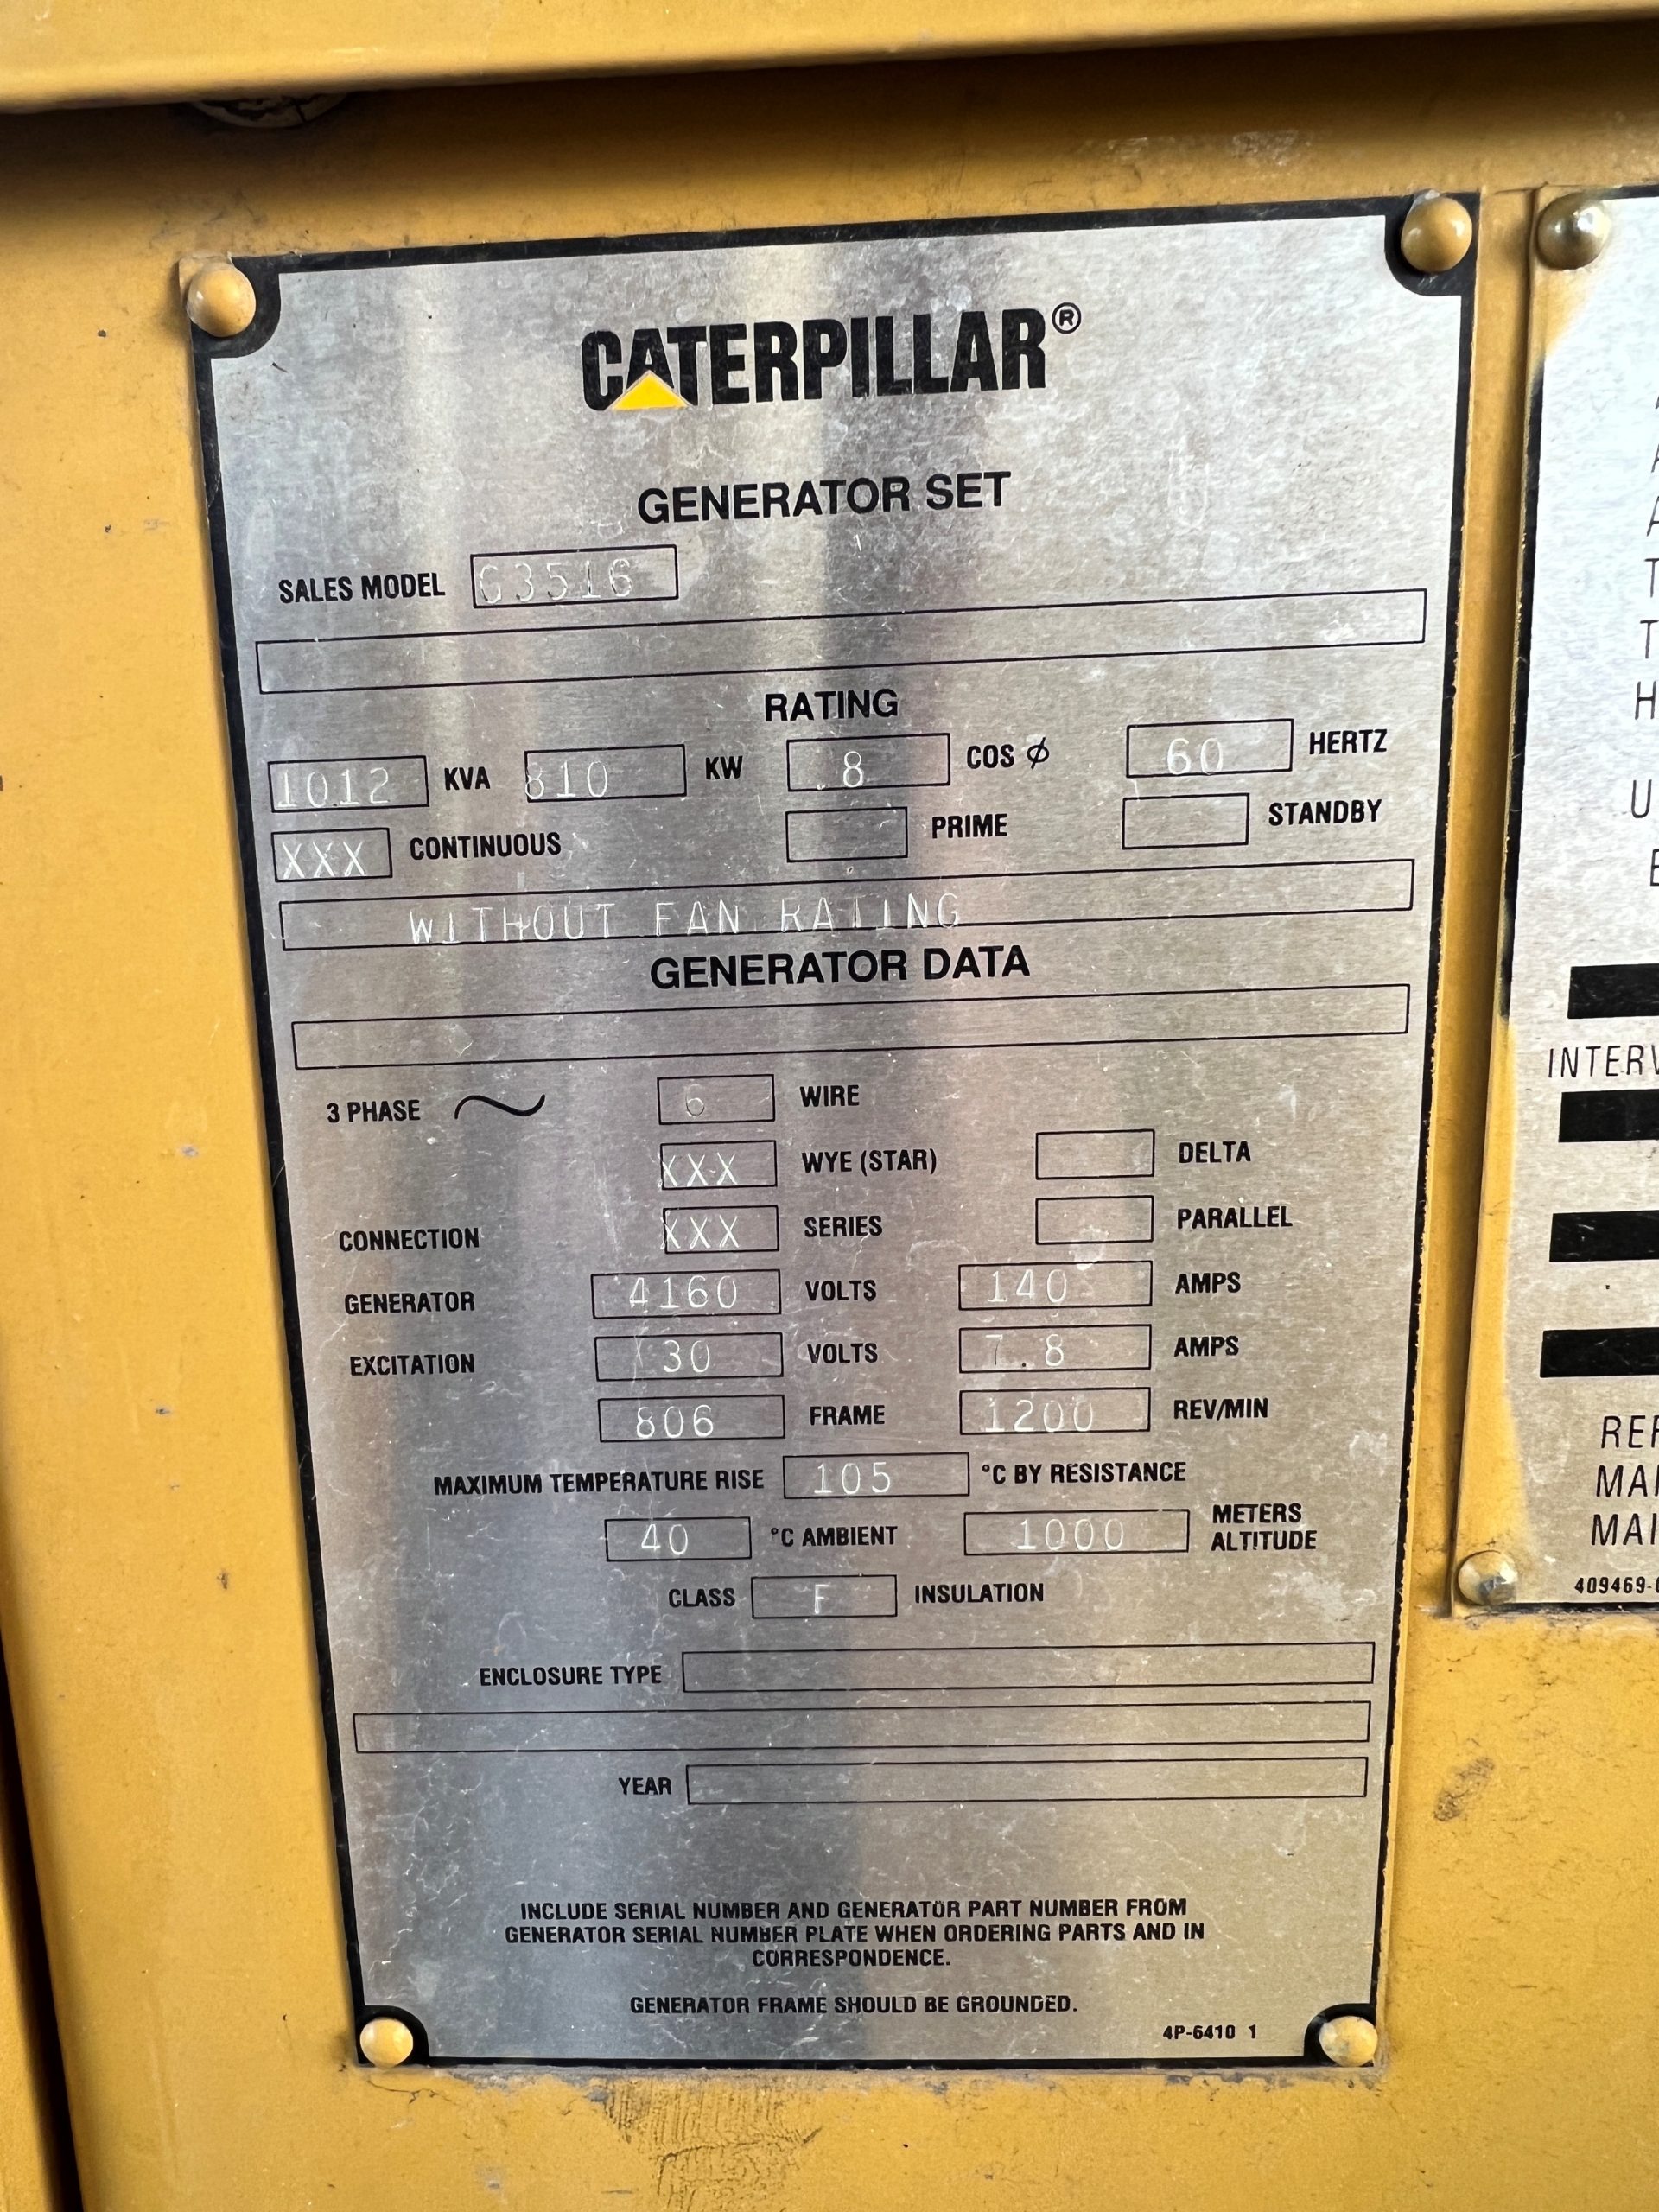 CATERPILLAR®
GENERATOR SET
SALES MODEL G3516
RATING
1012 KVA 810 KW .8 COS ϕ 60 HERTZ
XXX CONTINUOUS PRIME STANDBY
WITHOUT FAN RATING
GENERATOR DATA
3 PHASE 6 WIRE
XXX WYE (STAR) DELTA
CONNECTION XXX SERIES PARALLEL
GENERATOR 4160 VOLTS 140 AMPS
EXCITATION 30 VOLTS 7.8 AMPS
806 FRAME 1200 REV/MIN
MAXIMUM TEMPERATURE RISE 105 °C BY RESISTANCE
40 °C AMBIENT 1000 METERS
ALTITUDE
CLASS F INSULATION
ENCLOSURE TYPE
YEAR
INCLUDE SERIAL NUMBER AND GENERATOR PART NUMBER FROM
GENERATOR SERIAL NUMBER PLATE WHEN ORDERING PARTS AND IN
CORRESPONDENCE.
GENERATOR FRAME SHOULD BE GROUNDED.
4P-6410 1